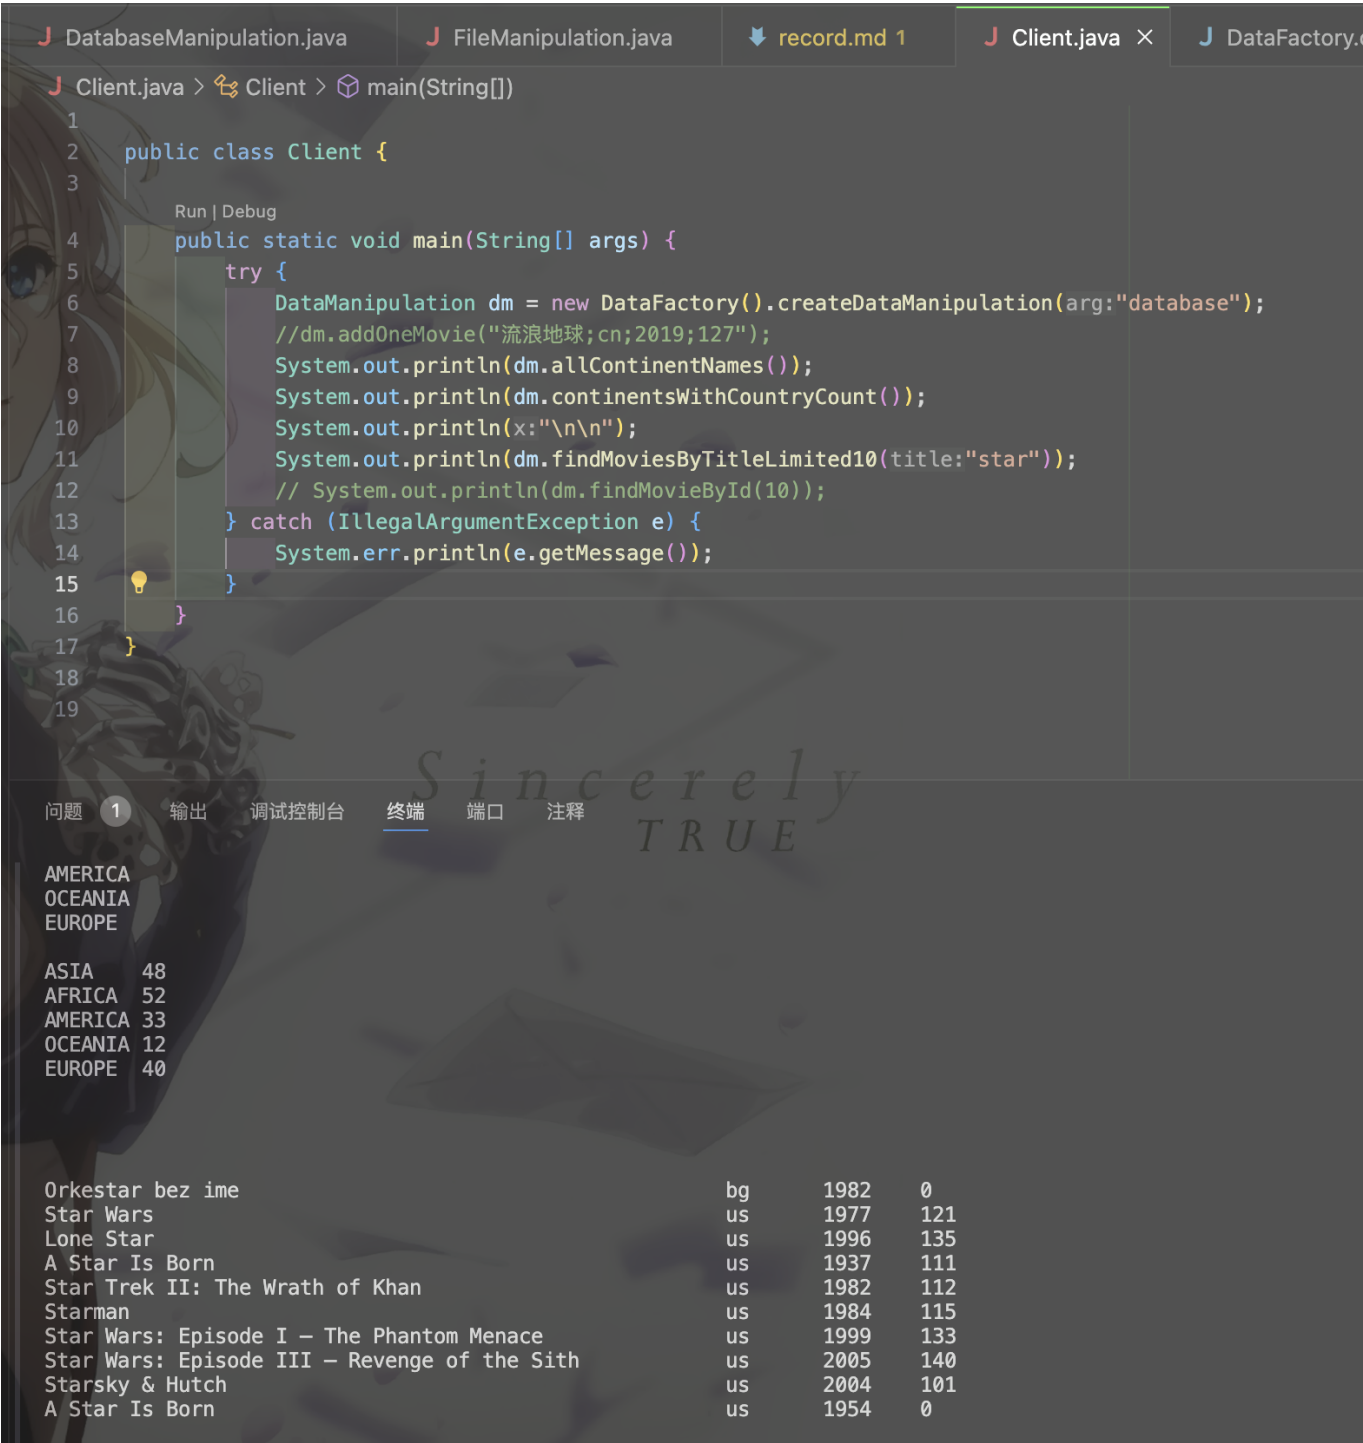 DatabaseManipulation.java
FileManipulation.java
record.md 1
Client.java
DataFactory.
Client.java > Client > main(String[])
1
2 public class Client {
3
Run | Debug
4 public static void main(String[] args) {
5 try {
6 DataManipulation dm = new DataFactory().createDataManipulation(arg:"database");
7 //dm.addOneMovie("流浪地球;cn;2019;127");
8 System.out.println(dm.allContinentNames());
9 System.out.println(dm.continentsWithCountryCount());
10 System.out.println(x:"\n\n");
11 System.out.println(dm.findMoviesByTitleLimited10(title:"star"));
12 // System.out.println(dm.findMovieById(10));
13 } catch (IllegalArgumentException e) {
14 System.err.println(e.getMessage());
15 }
16 }
17 }
18
19
Sincerely
TRUE
问题 1 输出 调试控制台 终端 端口 注释
AMERICA
OCEANIA
EUROPE
ASIA 48
AFRICA 52
AMERICA 33
OCEANIA 12
EUROPE 40
Orkestar bez ime bg 1982 0
Star Wars us 1977 121
Lone Star us 1996 135
A Star Is Born us 1937 111
Star Trek II: The Wrath of Khan us 1982 112
Starman us 1984 115
Star Wars: Episode I – The Phantom Menace us 1999 133
Star Wars: Episode III – Revenge of the Sith us 2005 140
Starsky & Hutch us 2004 101
A Star Is Born us 1954 0